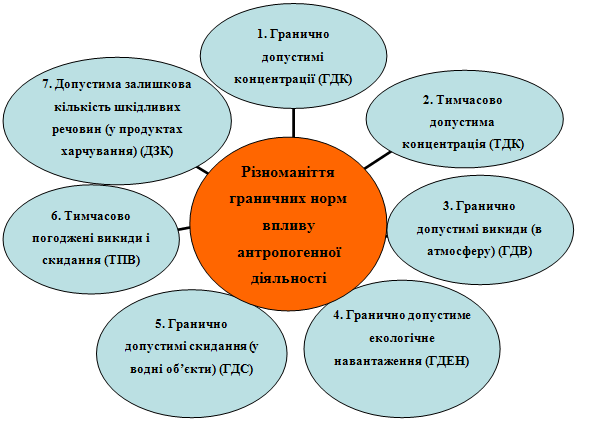 1. Гранично
допустимі
концентрації (ГДК)
2. Тимчасово
допустима
концентрація (ТДК)
3. Гранично
допустимі викиди (в
атмосферу) (ГДВ)
4. Гранично допустиме
екологічне
навантаження (ГДЕН)
5. Гранично
допустимі скидання (у
водні об’єкти) (ГДС)
6. Тимчасово
погоджені викиди і
скидання (ТПВ)
7. Допустима залишкова
кількість шкідливих
речовин (у продуктах
харчування) (ДЗК)
Різноманіття
граничних норм
впливу
антропогенної
діяльності